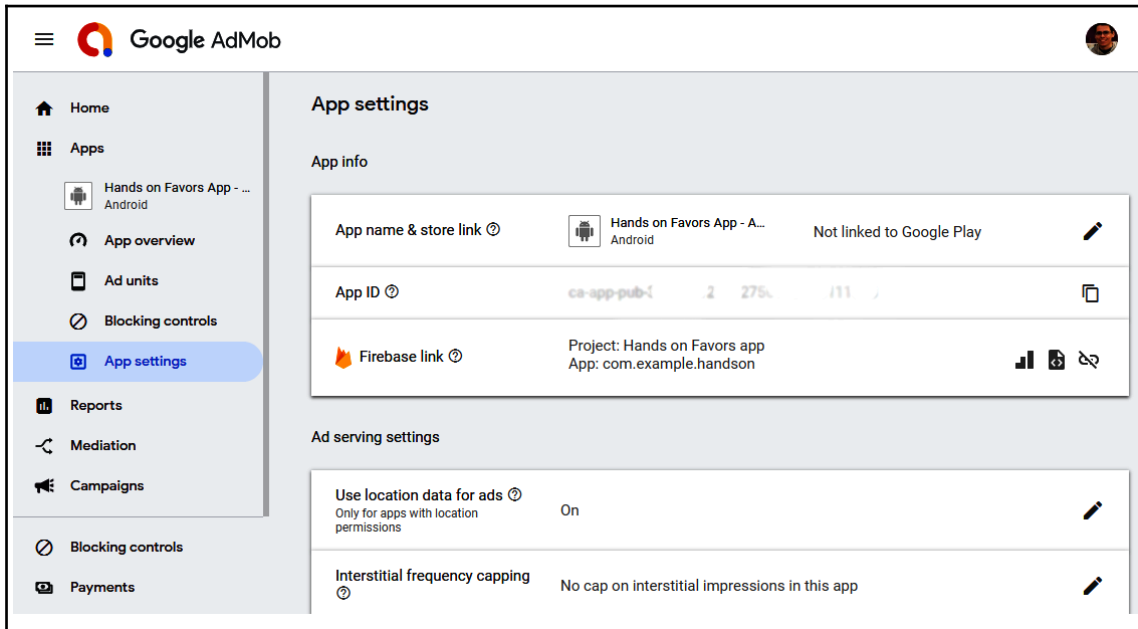 Google AdMob
Home
Apps
Hands on Favors App - ...
Android
App overview
Ad units
Blocking controls
App settings
Reports
Mediation
Campaigns
Blocking controls
Payments
App settings
App info
App name & store link
Hands on Favors App - A...
Android
Not linked to Google Play
App ID
ca-app-pub-
Firebase link
Project: Hands on Favors app
App: com.example.handson
Ad serving settings
Use location data for ads
Only for apps with location
permissions
On
Interstitial frequency capping
No cap on interstitial impressions in this app